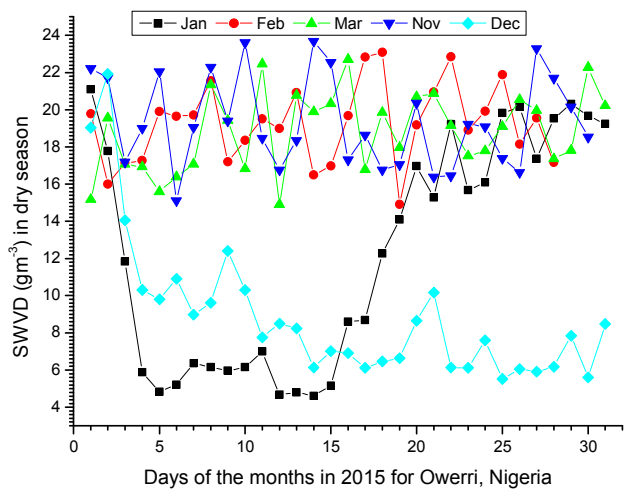 Jan Feb Mar Nov Dec
24
22
20
18
16
14
12
10
8
6
4
SWVD (gm-3) in dry season
0 5 10 15 20 25 30
Days of the months in 2015 for Owerri, Nigeria